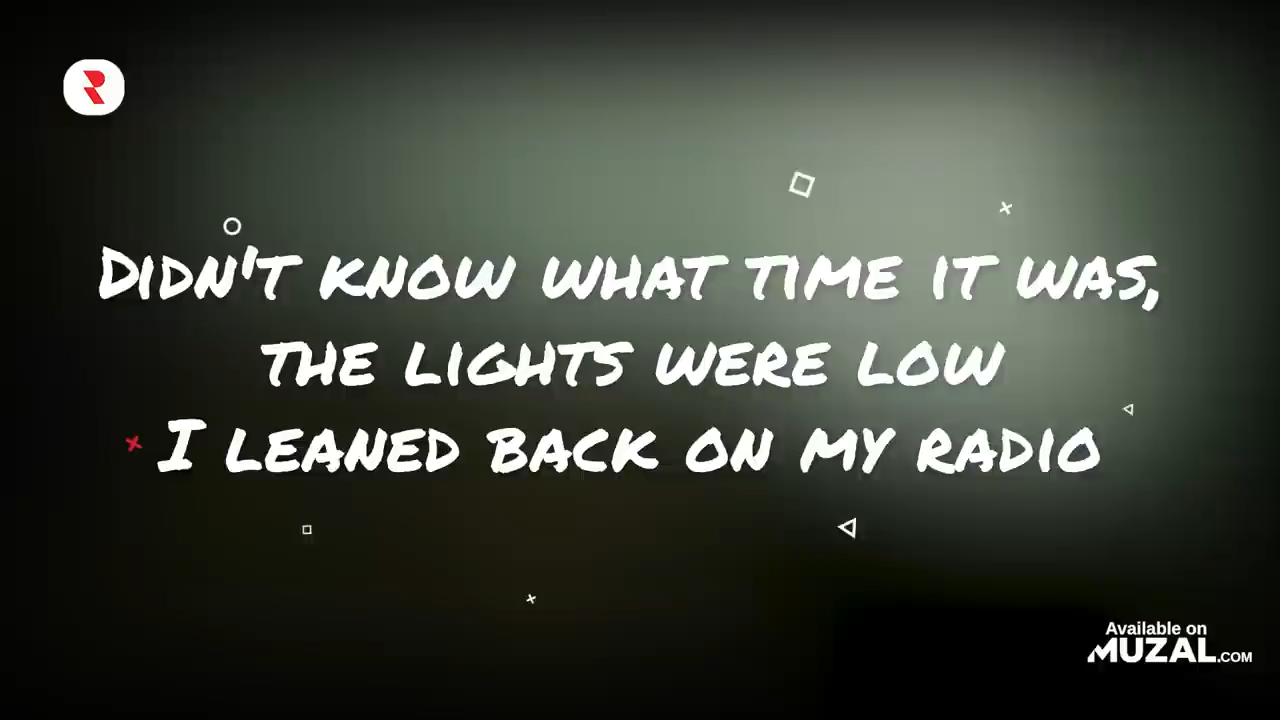 DIDN'T KNOW WHAT TIME IT WAS,
THE LIGHTS WERE LOW
I LEANED BACK ON MY RADIO
Available on
MUZAL.COM